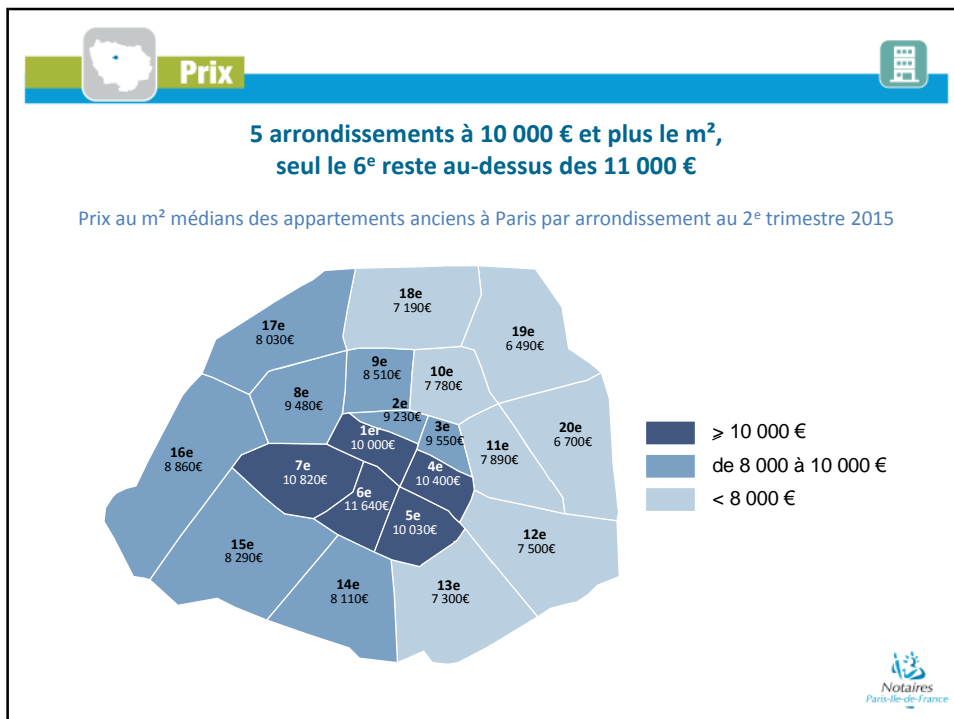 Prix
5 arrondissements à 10 000 € et plus le m²,
seul le 6e reste au-dessus des 11 000 €
Prix au m² médians des appartements anciens à Paris par arrondissement au 2e trimestre 2015
18e
7 190€
17e
8 030€
19e
6 490€
9e
8 510€
10e
7 780€
8e
9 480€
2e
9 230€
3e
9 550€
20e
6 700€
1er
10 000€
11e
7 890€
16e
8 860€
7e
10 820€
4e
10 400€
6e
11 640€
5e
10 030€
12e
7 500€
15e
8 290€
14e
8 110€
13e
7 300€
⩾ 10 000 €
de 8 000 à 10 000 €
< 8 000 €
Notaires
Paris-Ile-de-France